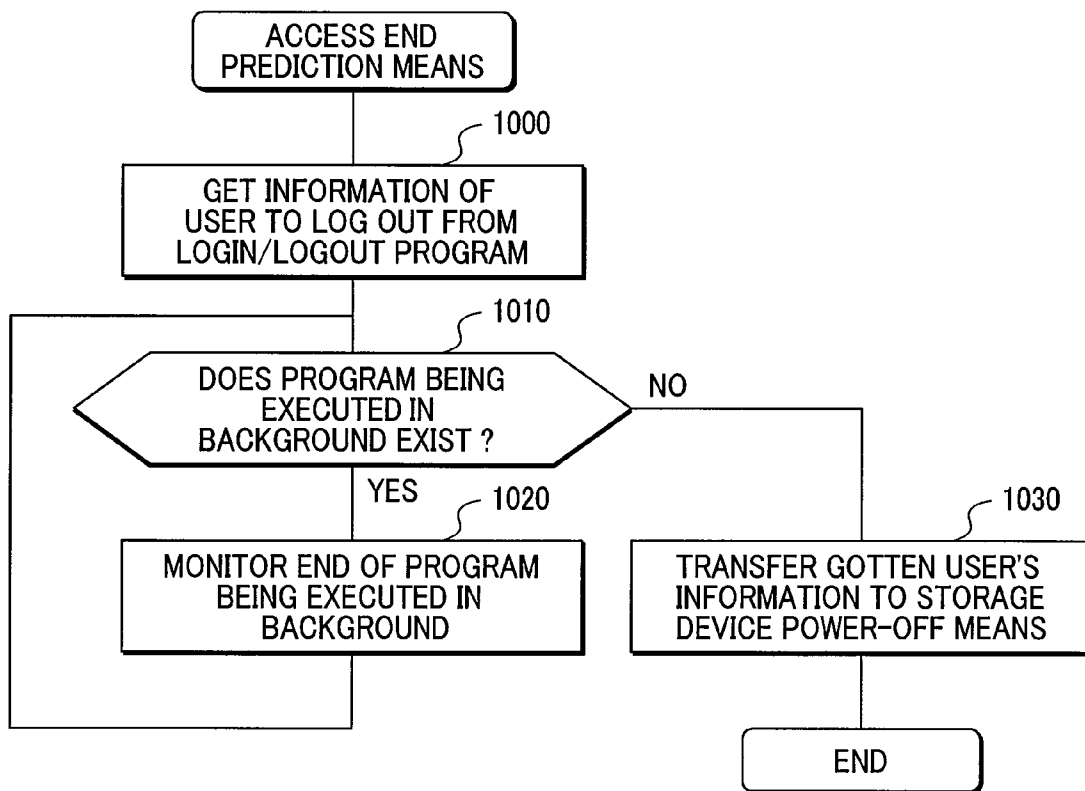 ACCESS END
PREDICTION MEANS
1000
GET INFORMATION OF
USER TO LOG OUT FROM
LOGIN/LOGOUT PROGRAM
1010
DOES PROGRAM BEING
EXECUTED IN
BACKGROUND EXIST ?
NO
YES
1020
MONITOR END OF PROGRAM
BEING EXECUTED IN
BACKGROUND
1030
TRANSFER GOTTEN USER'S
INFORMATION TO STORAGE
DEVICE POWER-OFF MEANS
END